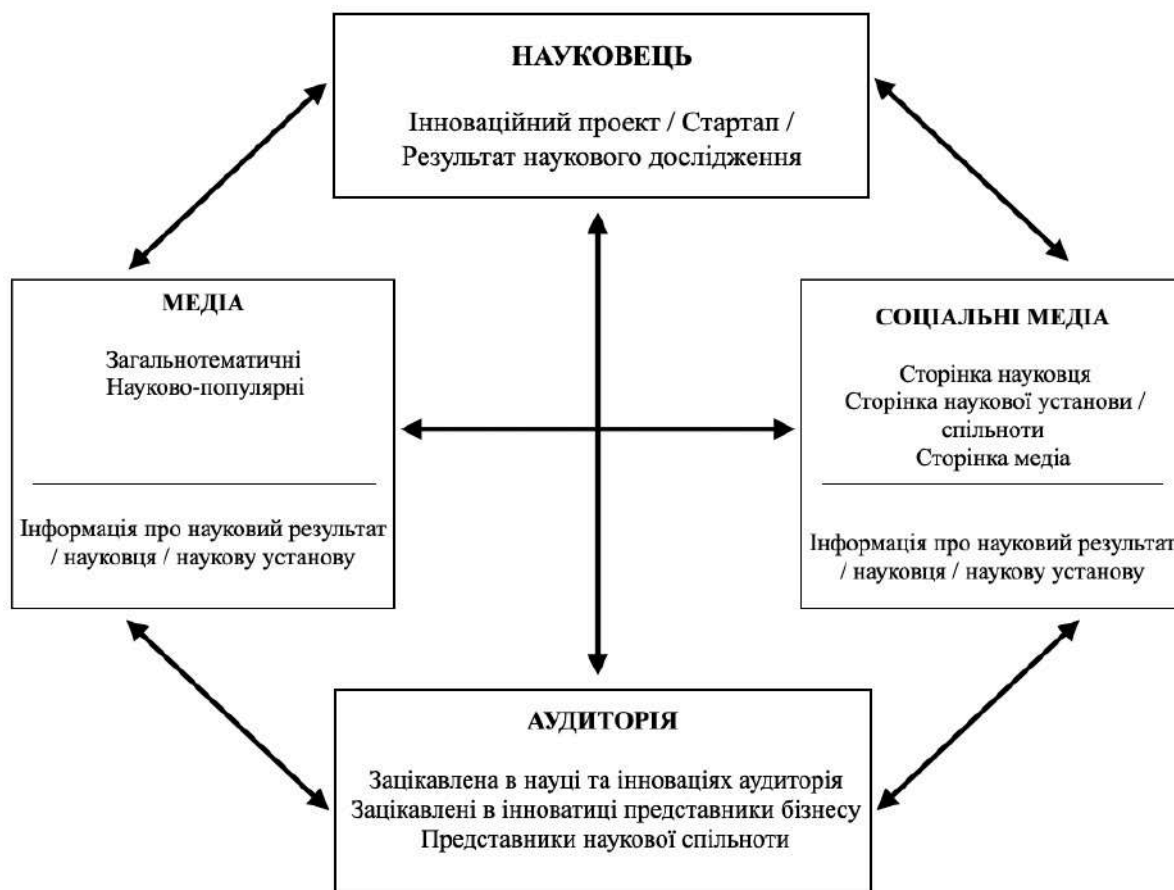 НАУКОВЕЦЬ
Інноваційний проект / Стартап /
Результат наукового дослідження
МЕДІА
Загальнотематичні
Науково-популярні
Інформація про науковий результат
/ науковця / наукову установу
СОЦІАЛЬНІ МЕДІА
Сторінка науковця
Сторінка наукової установи /
спільноти
Сторінка медіа
Інформація про науковий результат
/ науковця / наукову установу
АУДИТОРІЯ
Зацікавлена в науці та інноваціях аудиторія
Зацікавлені в інноватиці представники бізнесу
Представники наукової спільноти